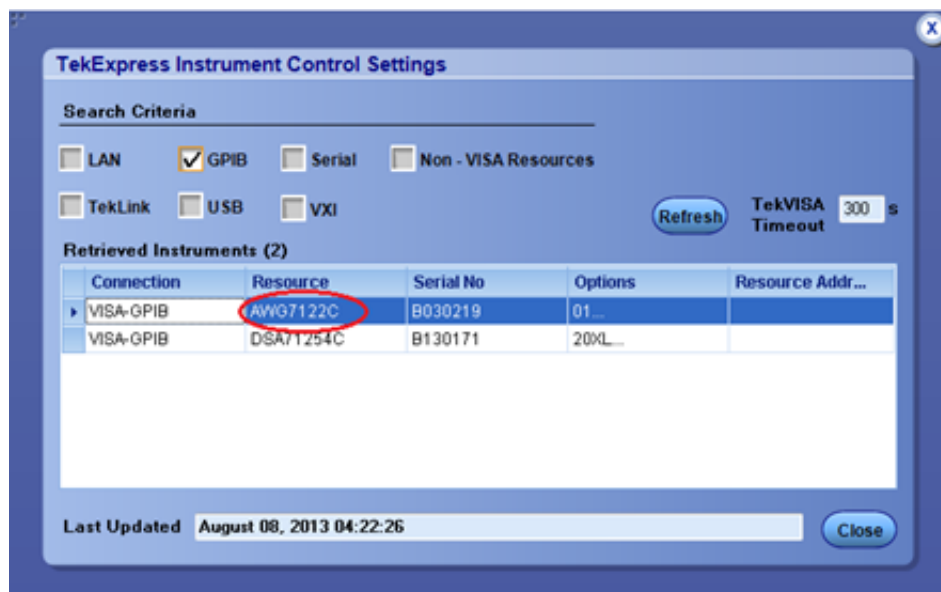 X
TekExpress Instrument Control Settings
Search Criteria
LAN GPIB Serial Non - VISA Resources
TekLink USB VXI Refresh TekVISA Timeout 300 s
Retrieved Instruments (2)
Connection Resource Serial No Options Resource Addr...
VISA-GPIB AWG7122C B030219 01...
VISA-GPIB DSA71254C B130171 20XL...
Last Updated August 08, 2013 04:22:26 Close